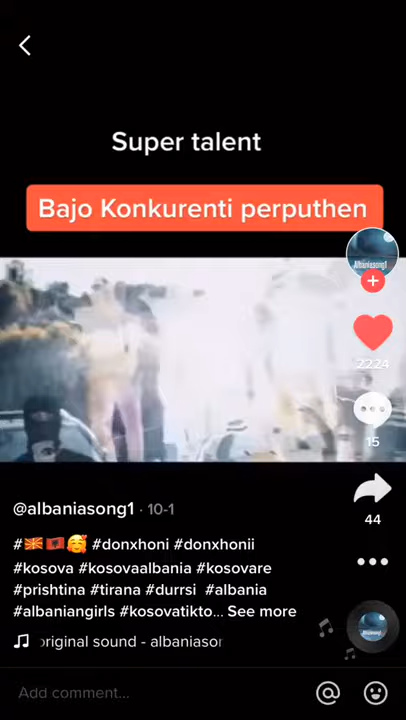 Super talent
Bajo Konkurenti perputhen
Albaniasong1
2224
15
@albaniasong1 · 10-1
44
#🇲🇰🇦🇱🥰 #donxhoni #donxhonii
#kosova #kosovaalbania #kosovare
#prishtina #tirana #durrsi #albania
#albaniangirls #kosovatikto... See more
original sound - albaniasor
Add comment...